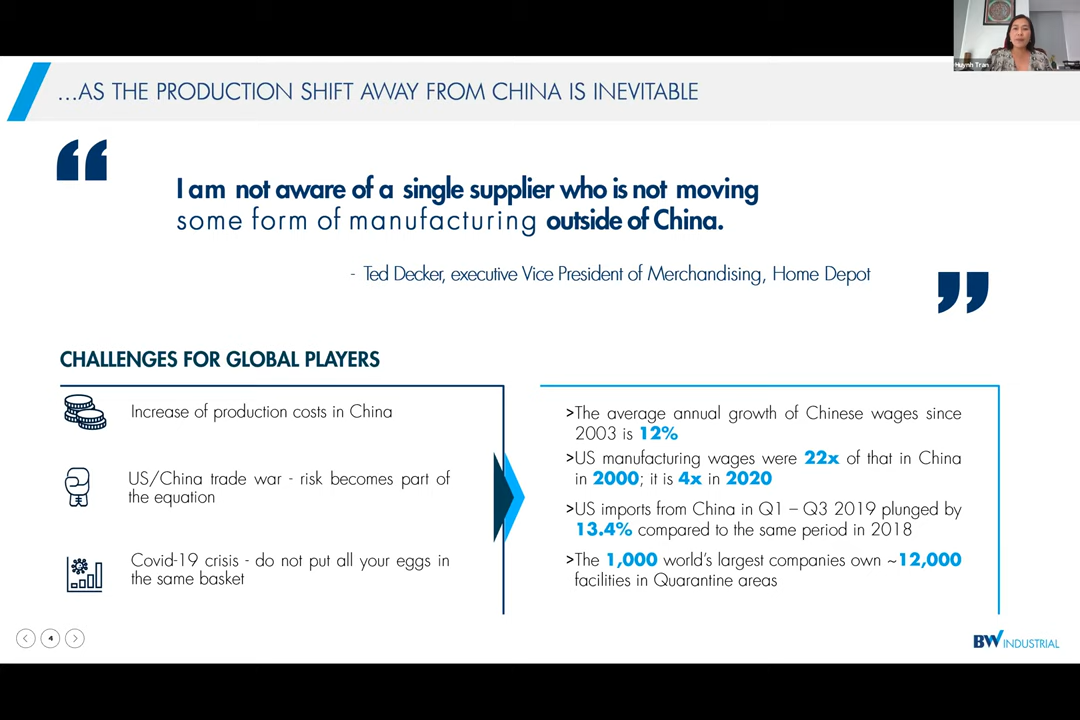 Huynh Tran
...AS THE PRODUCTION SHIFT AWAY FROM CHINA IS INEVITABLE
“
I am not aware of a single supplier who is not moving
some form of manufacturing outside of China.
- Ted Decker, executive Vice President of Merchandising, Home Depot
”
CHALLENGES FOR GLOBAL PLAYERS
Increase of production costs in China
US/China trade war - risk becomes part of
the equation
Covid-19 crisis - do not put all your eggs in
the same basket
>The average annual growth of Chinese wages since
2003 is 12%
>US manufacturing wages were 22x of that in China
in 2000; it is 4x in 2020
>US imports from China in Q1 – Q3 2019 plunged by
13.4% compared to the same period in 2018
>The 1,000 world's largest companies own ~12,000
facilities in Quarantine areas
4
BW INDUSTRIAL